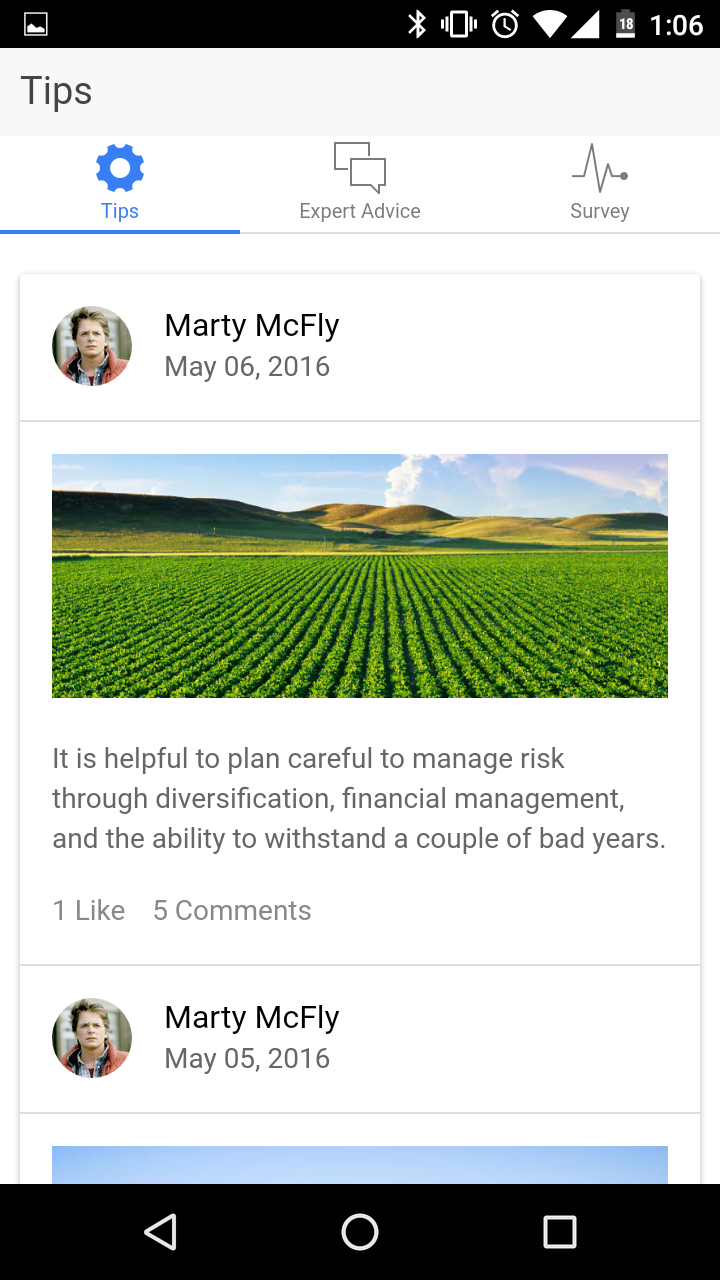 18 1:06
Tips
Tips Expert Advice Survey
Marty McFly
May 06, 2016
It is helpful to plan careful to manage risk
through diversification, financial management,
and the ability to withstand a couple of bad years.
1 Like 5 Comments
Marty McFly
May 05, 2016